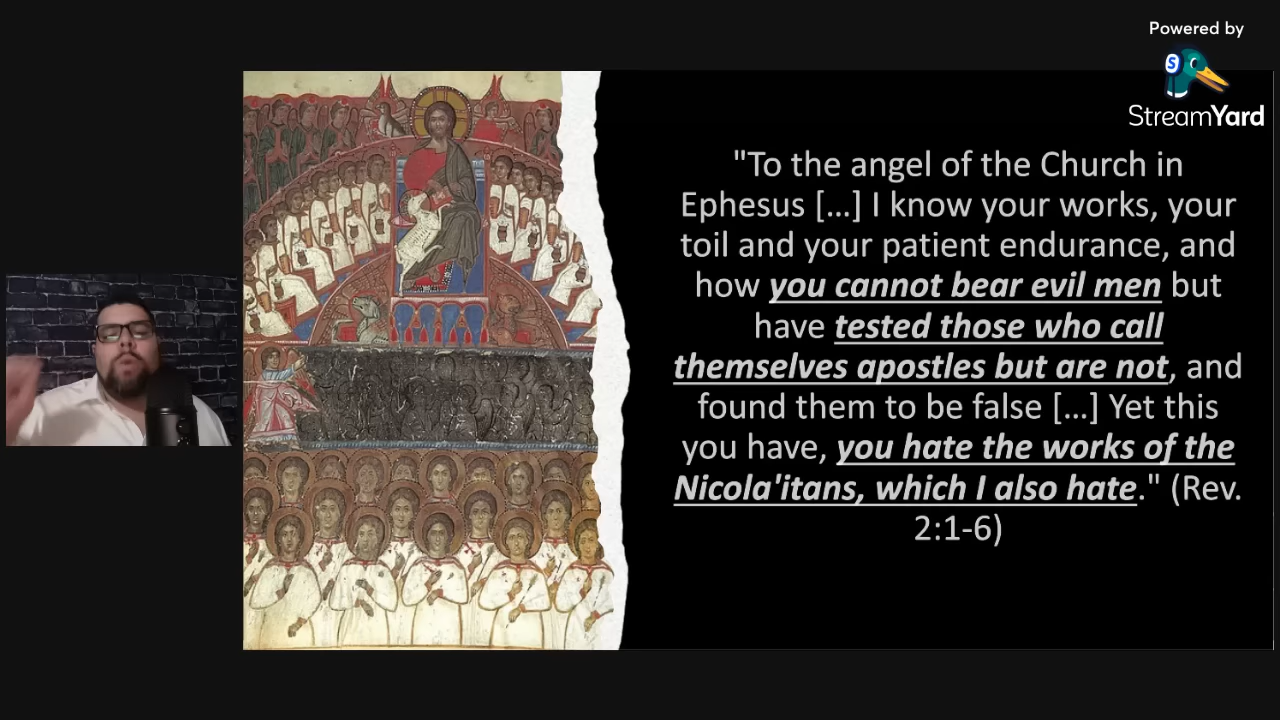 Powered by
S
StreamYard
"To the angel of the Church in
Ephesus [...] I know your works, your
toil and your patient endurance, and
how you cannot bear evil men but
have tested those who call
themselves apostles but are not, and
found them to be false [...] Yet this
you have, you hate the works of the
Nicola'itans, which I also hate." (Rev.
2:1-6)